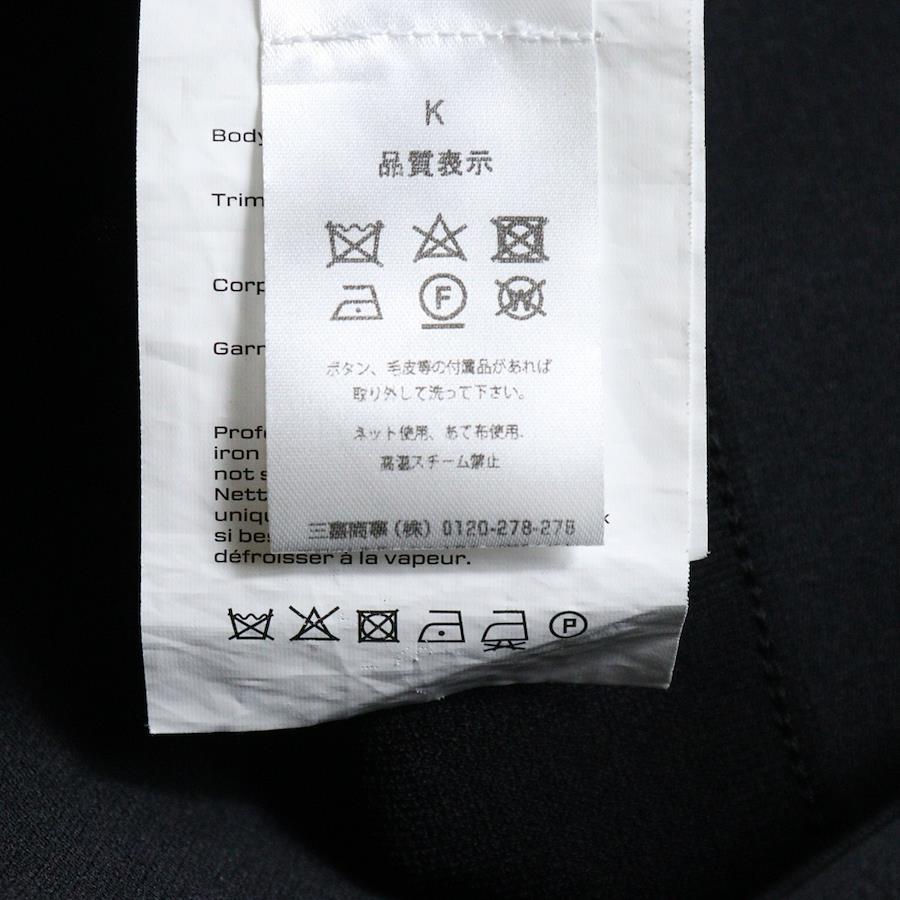 K
品質表示
F
W
ボタン、毛皮等の付属品があれば
取り外して洗って下さい。
ネット使用、あて布使用.
高温スチーム禁止
三喜商事(株) 0120-278-278
Body
Trim
Corp
Garn
Profe
iron
not s
Nett
uniqu
si bes
défroisser à la vapeur.
P